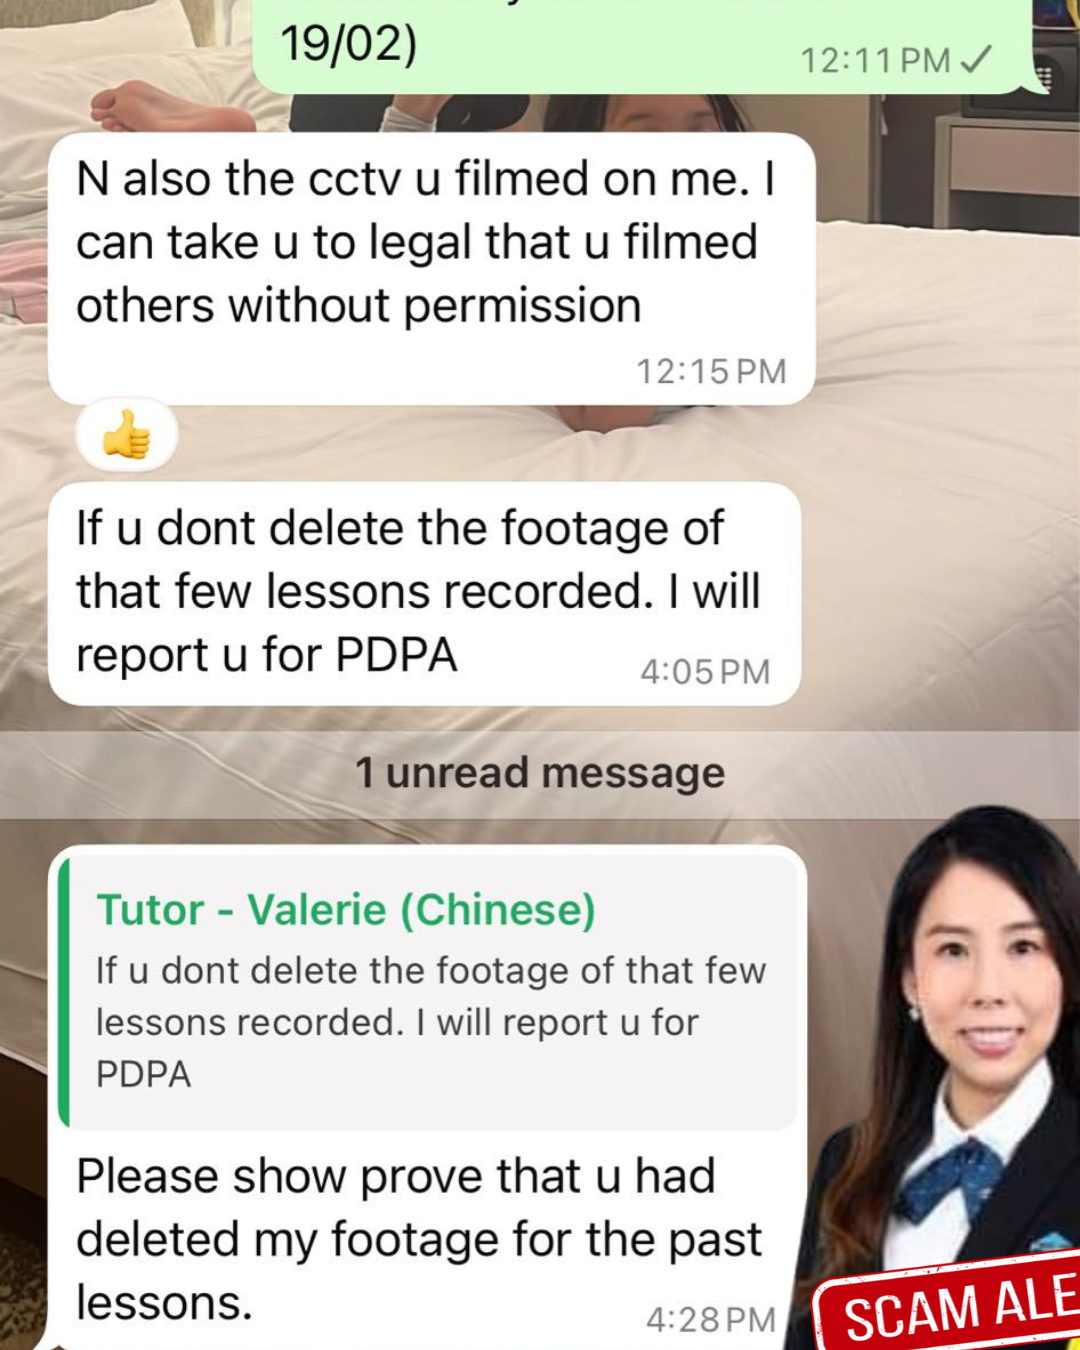 19/02)
12:11 PM
N also the cctv u filmed on me. I
can take u to legal that u filmed
others without permission
12:15 PM
If u dont delete the footage of
that few lessons recorded. I will
report u for PDPA
4:05 PM
1 unread message
Tutor - Valerie (Chinese)
If u dont delete the footage of that few
lessons recorded. I will report u for
PDPA
Please show prove that u had
deleted my footage for the past
lessons.
4:28 PM
SCAM ALE